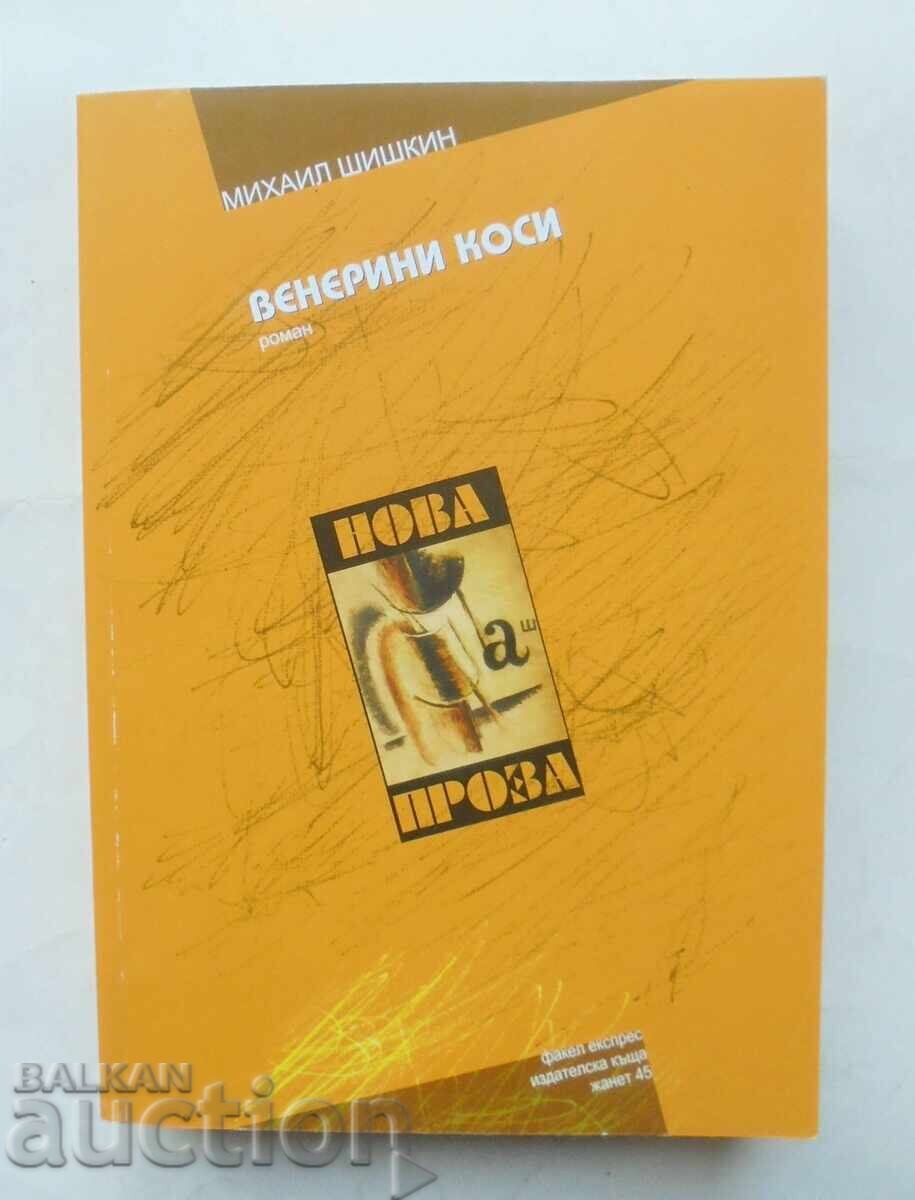 МИХАИЛ ШИШКИН
ВЕНЕРИНИ КОСИ
роман
НОВА
а ш
ПРОЗА
факел експрес
издателска къща
жанет 45
BALKAN
auction